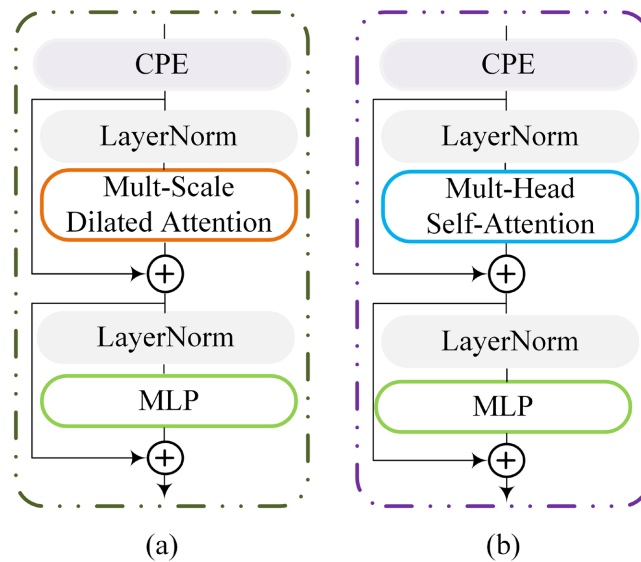 CPE
LayerNorm
Mult-Scale
Dilated Attention
LayerNorm
MLP
(a)
CPE
LayerNorm
Mult-Head
Self-Attention
LayerNorm
MLP
(b)